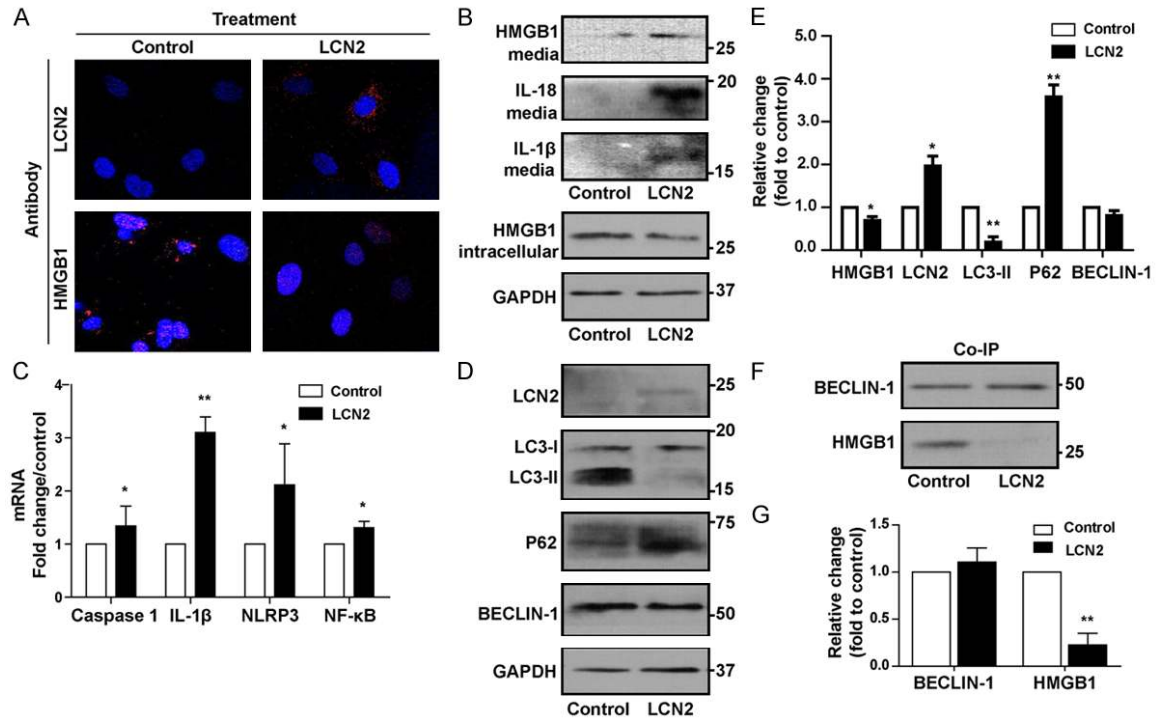 A
Treatment
Control LCN2
Antibody
LCN2
HMGB1
B
HMGB1
media
25
IL-18
media
20
IL-1β
media
15
Control LCN2
HMGB1
intracellular
25
GAPDH
37
Control LCN2
C
mRNA
Fold change/control
4
3
2
1
0
Control
LCN2
*
**
*
*
Caspase 1 IL-1β NLRP3 NF-κB
D
LCN2
25
LC3-I
20
LC3-II
15
P62
75
BECLIN-1
50
GAPDH
37
Control LCN2
E
Relative change
(fold to control)
5.0
4.0
3.0
2.0
1.0
0.0
Control
LCN2
*
*
**
**
HMGB1 LCN2 LC3-II P62 BECLIN-1
F
Co-IP
BECLIN-1
50
HMGB1
25
Control LCN2
G
Relative change
(fold to control)
1.5
1.0
0.5
0.0
Control
LCN2
**
BECLIN-1 HMGB1